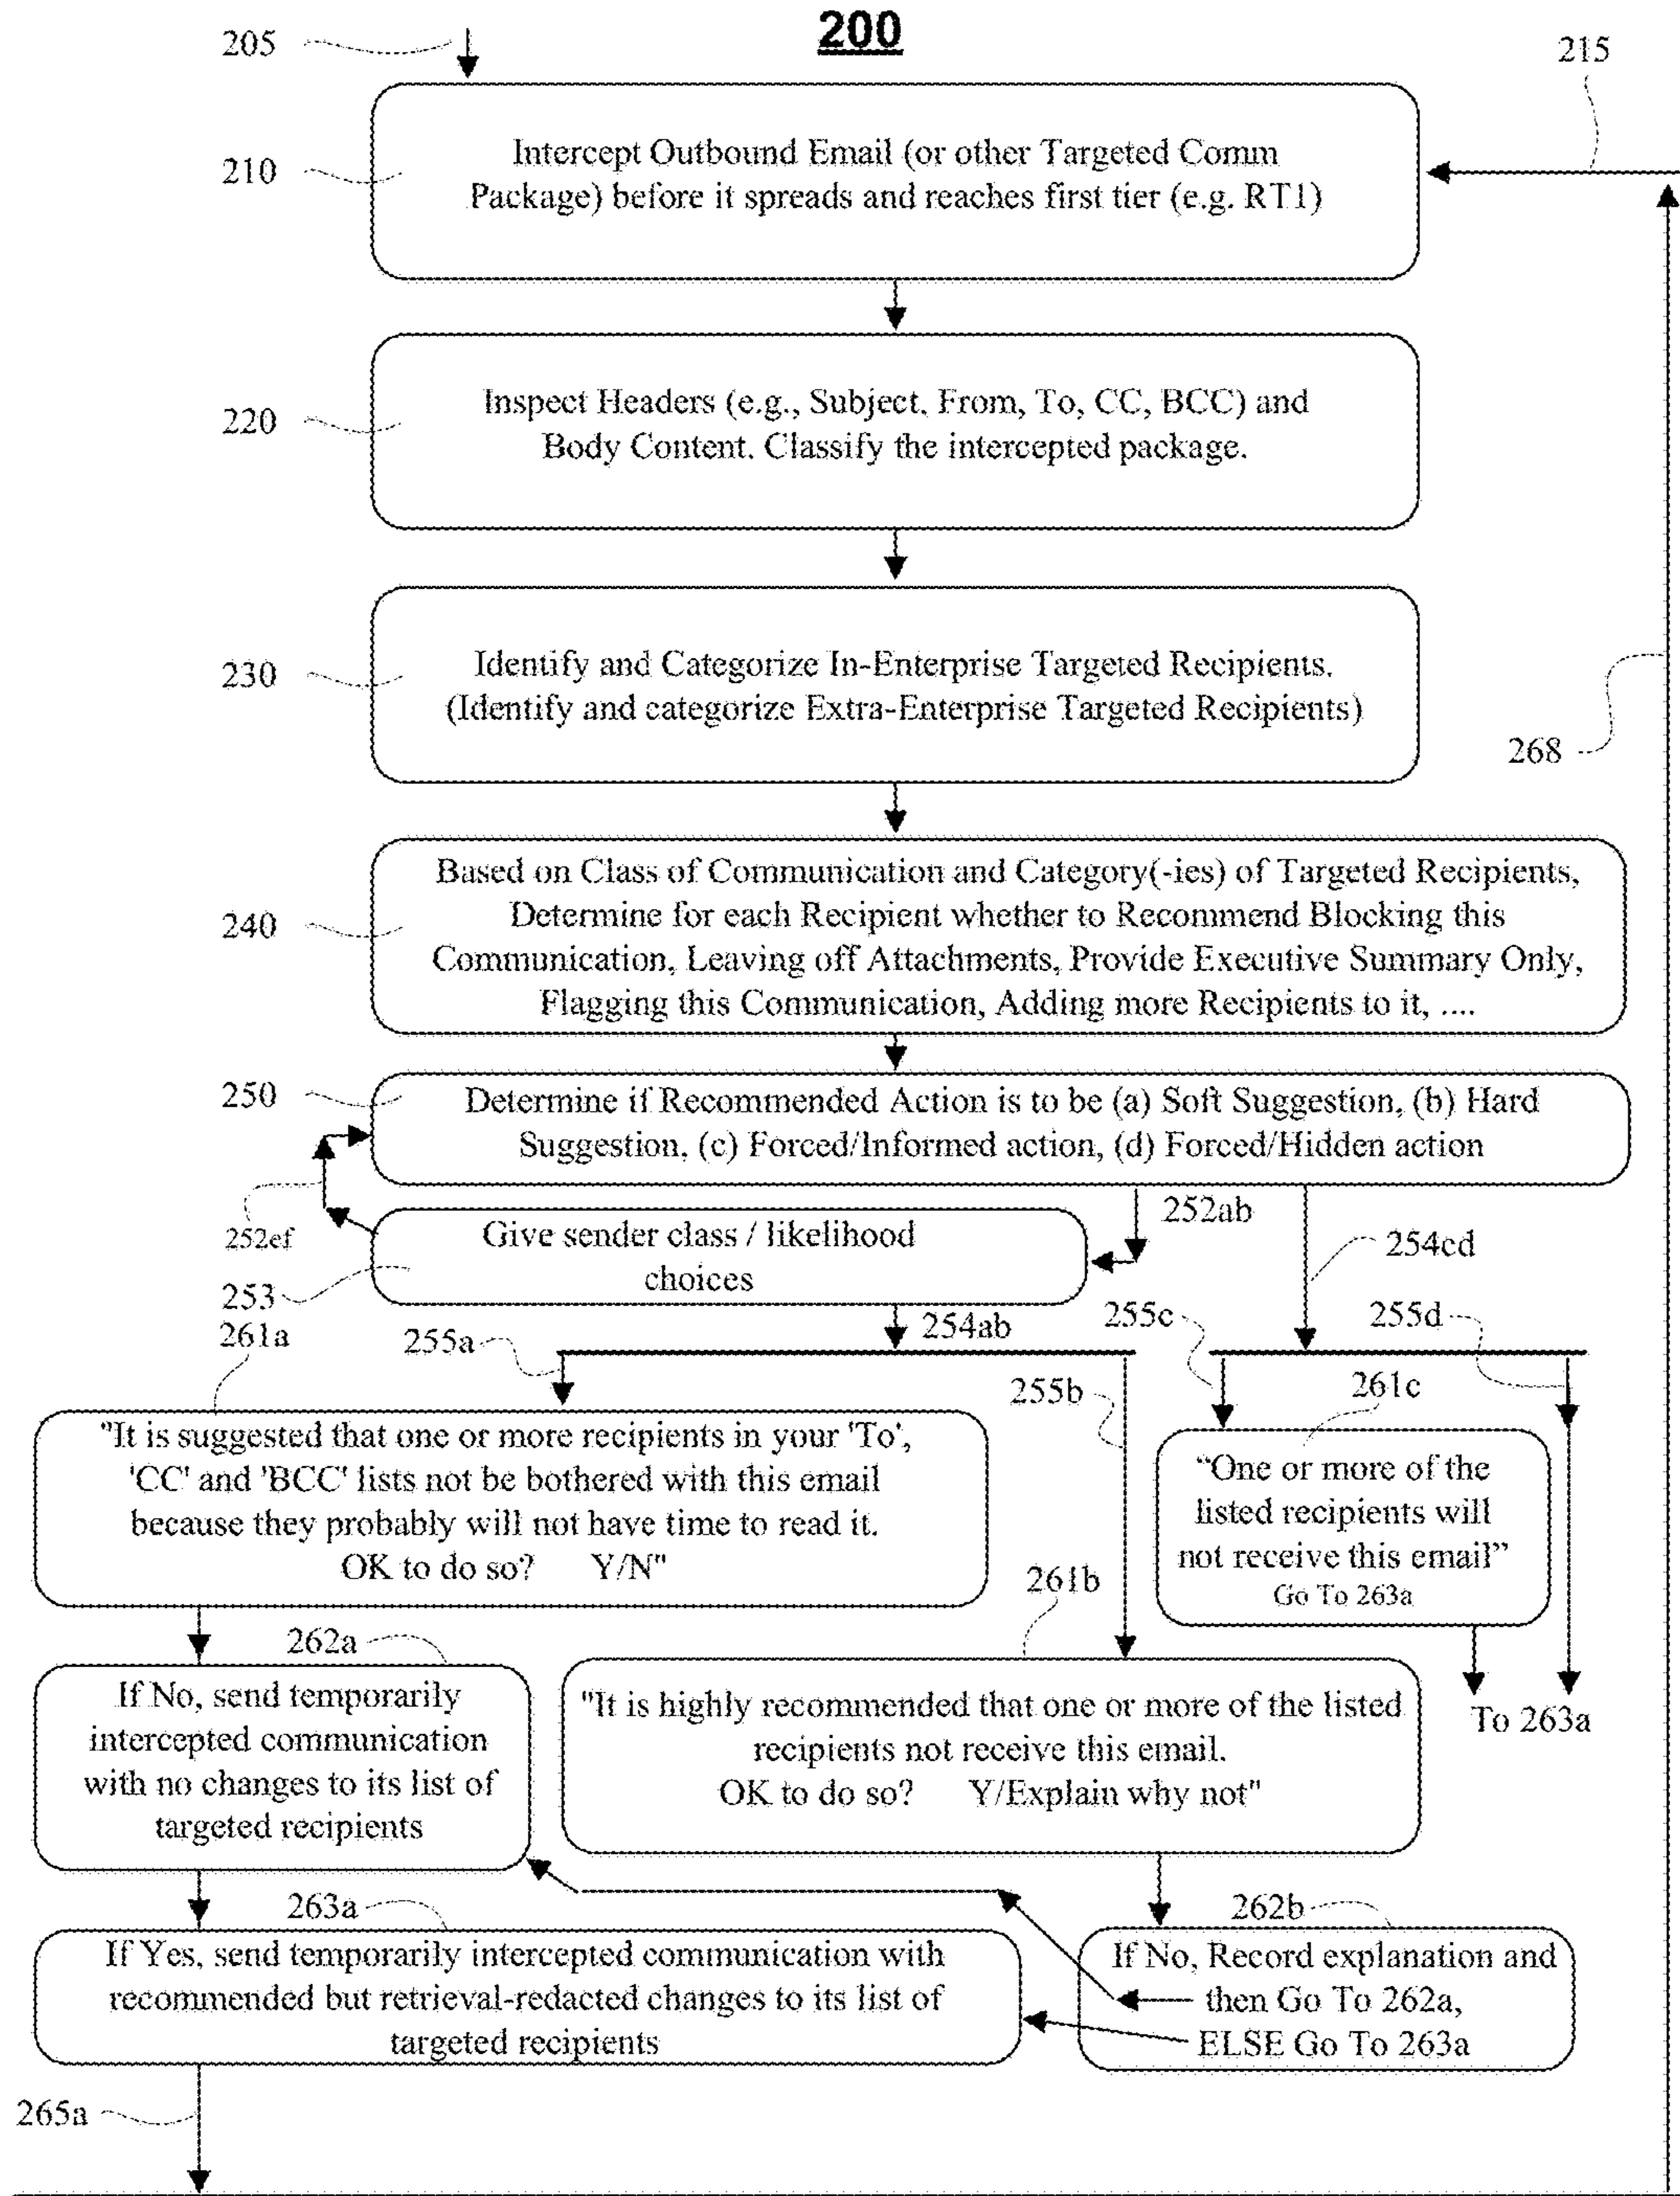 200
205
215
210
Intercept Outbound Email (or other Targeted Comm
Package) before it spreads and reaches first tier (e.g. RT1)
220
Inspect Headers (e.g., Subject, From, To, CC, BCC) and
Body Content. Classify the intercepted package.
230
Identify and Categorize In-Enterprise Targeted Recipients.
(Identify and categorize Extra-Enterprise Targeted Recipients)
268
240
Based on Class of Communication and Category(-ies) of Targeted Recipients,
Determine for each Recipient whether to Recommend Blocking this
Communication, Leaving off Attachments, Provide Executive Summary Only,
Flagging this Communication, Adding more Recipients to it, ....
250
Determine if Recommended Action is to be (a) Soft Suggestion, (b) Hard
Suggestion, (c) Forced/Informed action, (d) Forced/Hidden action
252ab
252ef
Give sender class / likelihood
choices
254cd
253
261a
255a
254ab
255c
255d
255b
261c
"It is suggested that one or more recipients in your 'To',
'CC' and 'BCC' lists not be bothered with this email
because they probably will not have time to read it.
OK to do so? Y/N"
“One or more of the
listed recipients will
not receive this email”
Go To 263a
261b
262a
If No, send temporarily
intercepted communication
with no changes to its list of
targeted recipients
"It is highly recommended that one or more of the listed
recipients not receive this email.
OK to do so? Y/Explain why not"
To 263a
263a
262b
If Yes, send temporarily intercepted communication with
recommended but retrieval-redacted changes to its list of
targeted recipients
If No, Record explanation and
then Go To 262a,
ELSE Go To 263a
265a